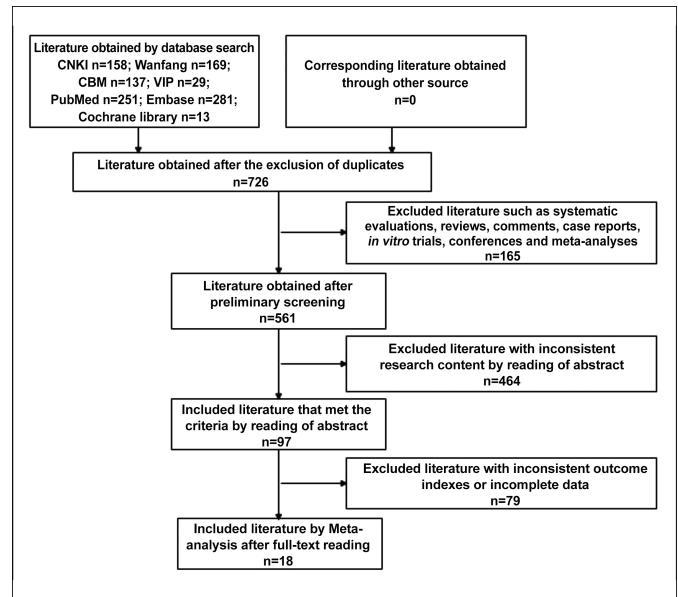 Literature obtained by database search
CNKI n=158; Wanfang n=169;
CBM n=137; VIP n=29;
PubMed n=251; Embase n=281;
Cochrane library n=13
Corresponding literature obtained
through other source
n=0
Literature obtained after the exclusion of duplicates
n=726
Excluded literature such as systematic
evaluations, reviews, comments, case reports,
in vitro trials, conferences and meta-analyses
n=165
Literature obtained after
preliminary screening
n=561
Excluded literature with inconsistent
research content by reading of abstract
n=464
Included literature that met the
criteria by reading of abstract
n=97
Excluded literature with inconsistent outcome
indexes or incomplete data
n=79
Included literature by Meta-
analysis after full-text reading
n=18